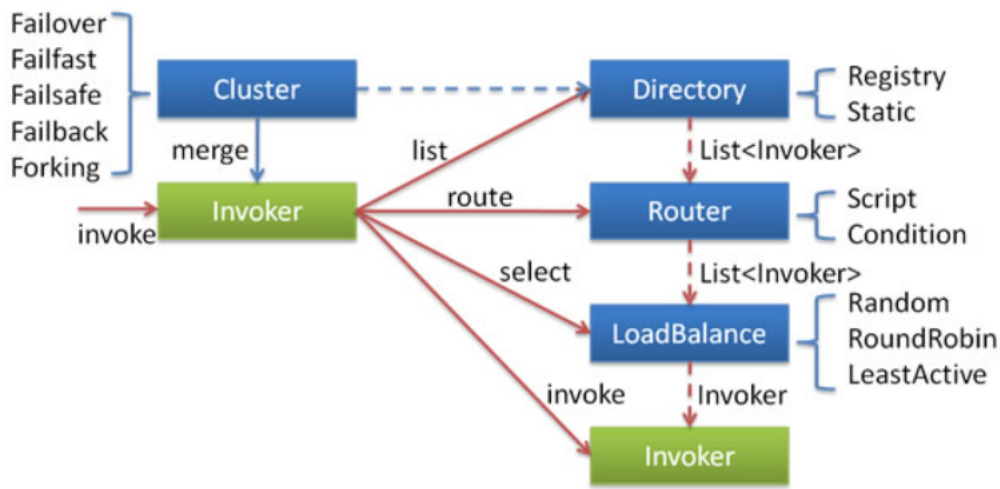 Failover
Failfast
Failsafe
Failback
Forking
Cluster
merge
invoke
Invoker
list
route
select
invoke
Directory
Registry
Static
List<Invoker>
Router
Script
Condition
List<Invoker>
LoadBalance
Random
RoundRobin
LeastActive
Invoker
Invoker